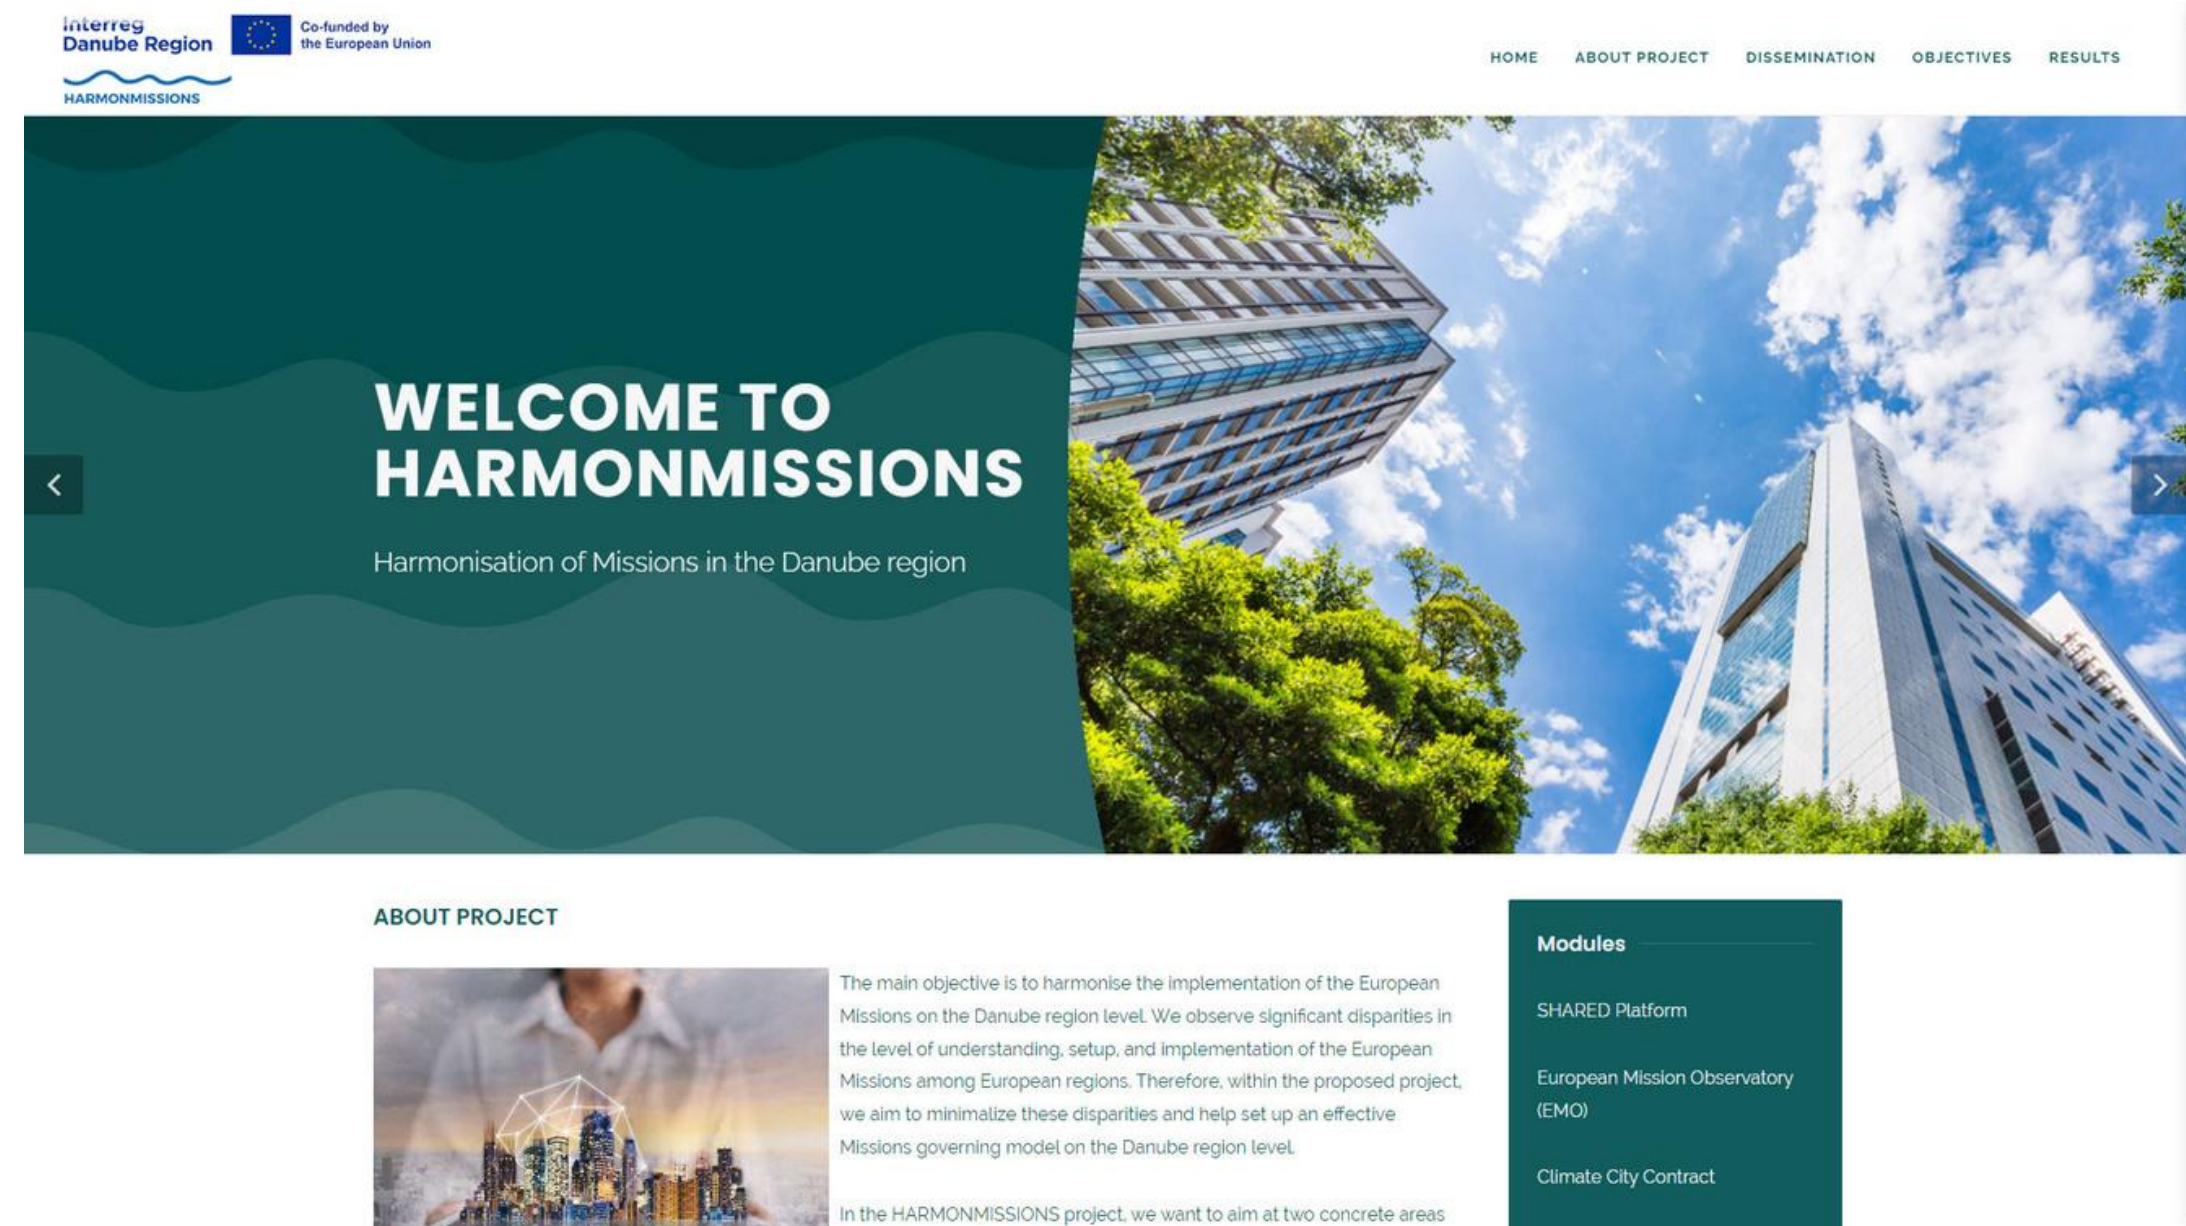 Interreg
Danube Region
Co-funded by
the European Union
HARMONMISSIONS
HOME ABOUT PROJECT DISSEMINATION OBJECTIVES RESULTS
WELCOME TO
HARMONMISSIONS
Harmonisation of Missions in the Danube region
ABOUT PROJECT
The main objective is to harmonise the implementation of the European
Missions on the Danube region level. We observe significant disparities in
the level of understanding, setup, and implementation of the European
Missions among European regions. Therefore, within the proposed project,
we aim to minimalize these disparities and help set up an effective
Missions governing model on the Danube region level.
In the HARMONMISSIONS project, we want to aim at two concrete areas
Modules
SHARED Platform
European Mission Observatory
(EMO)
Climate City Contract